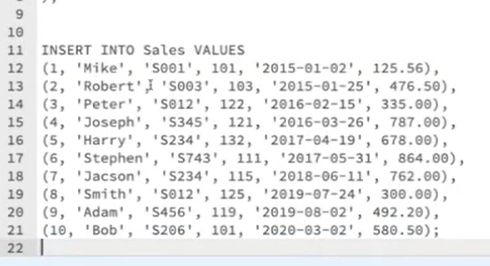 9
10
11 INSERT INTO Sales VALUES
12 (1, 'Mike', 'S001', 101, '2015-01-02', 125.56),
13 (2, 'Robert', 'S003', 103, '2015-01-25', 476.50),
14 (3, 'Peter', 'S012', 122, '2016-02-15', 335.00),
15 (4, 'Joseph', 'S345', 121, '2016-03-26', 787.00),
16 (5, 'Harry', 'S234', 132, '2017-04-19', 678.00),
17 (6, 'Stephen', 'S743', 111, '2017-05-31', 864.00),
18 (7, 'Jacson', 'S234', 115, '2018-06-11', 762.00),
19 (8, 'Smith', 'S012', 125, '2019-07-24', 300.00),
20 (9, 'Adam', 'S456', 119, '2019-08-02', 492.20),
21 (10, 'Bob', 'S206', 101, '2020-03-02', 580.50);
22